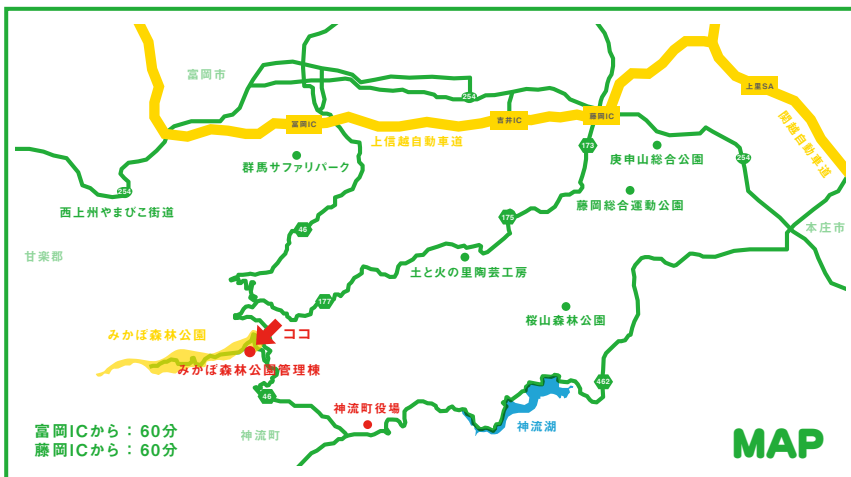 富岡市
254
上里SA
富岡IC
吉井IC
藤岡IC
上信越自動車道
関越自動車道
173
庚申山総合公園
254
群馬サファリパーク
254
藤岡総合運動公園
西上州やまびこ街道
175
46
本庄市
甘楽郡
土と火の里陶芸工房
177
桜山森林公園
みかぼ森林公園
ココ
みかぼ森林公園管理棟
462
46
神流町役場
神流湖
神流町
富岡ICから：60分
藤岡ICから：60分
MAP